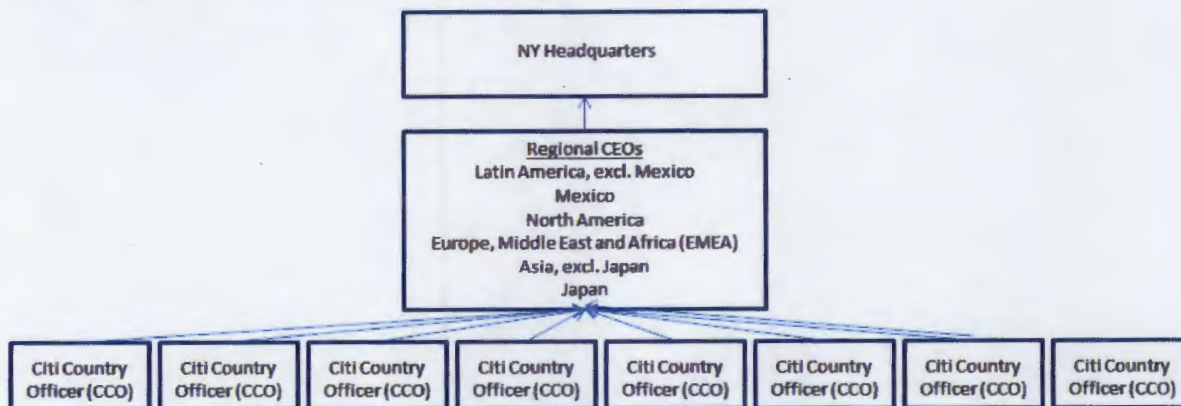 NY Headquarters
Regional CEOs
Latin America, excl. Mexico
Mexico
North America
Europe, Middle East and Africa (EMEA)
Asia, excl. Japan
Japan
Citi Country
Officer (CCO)
Citi Country
Officer (CCO)
Citi Country
Officer (CCO)
Citi Country
Officer (CCO)
Citi Country
Officer (CCO)
Citi Country
Officer (CCO)
Citi Country
Officer (CCO)
Citi Country
Officer (CCO)